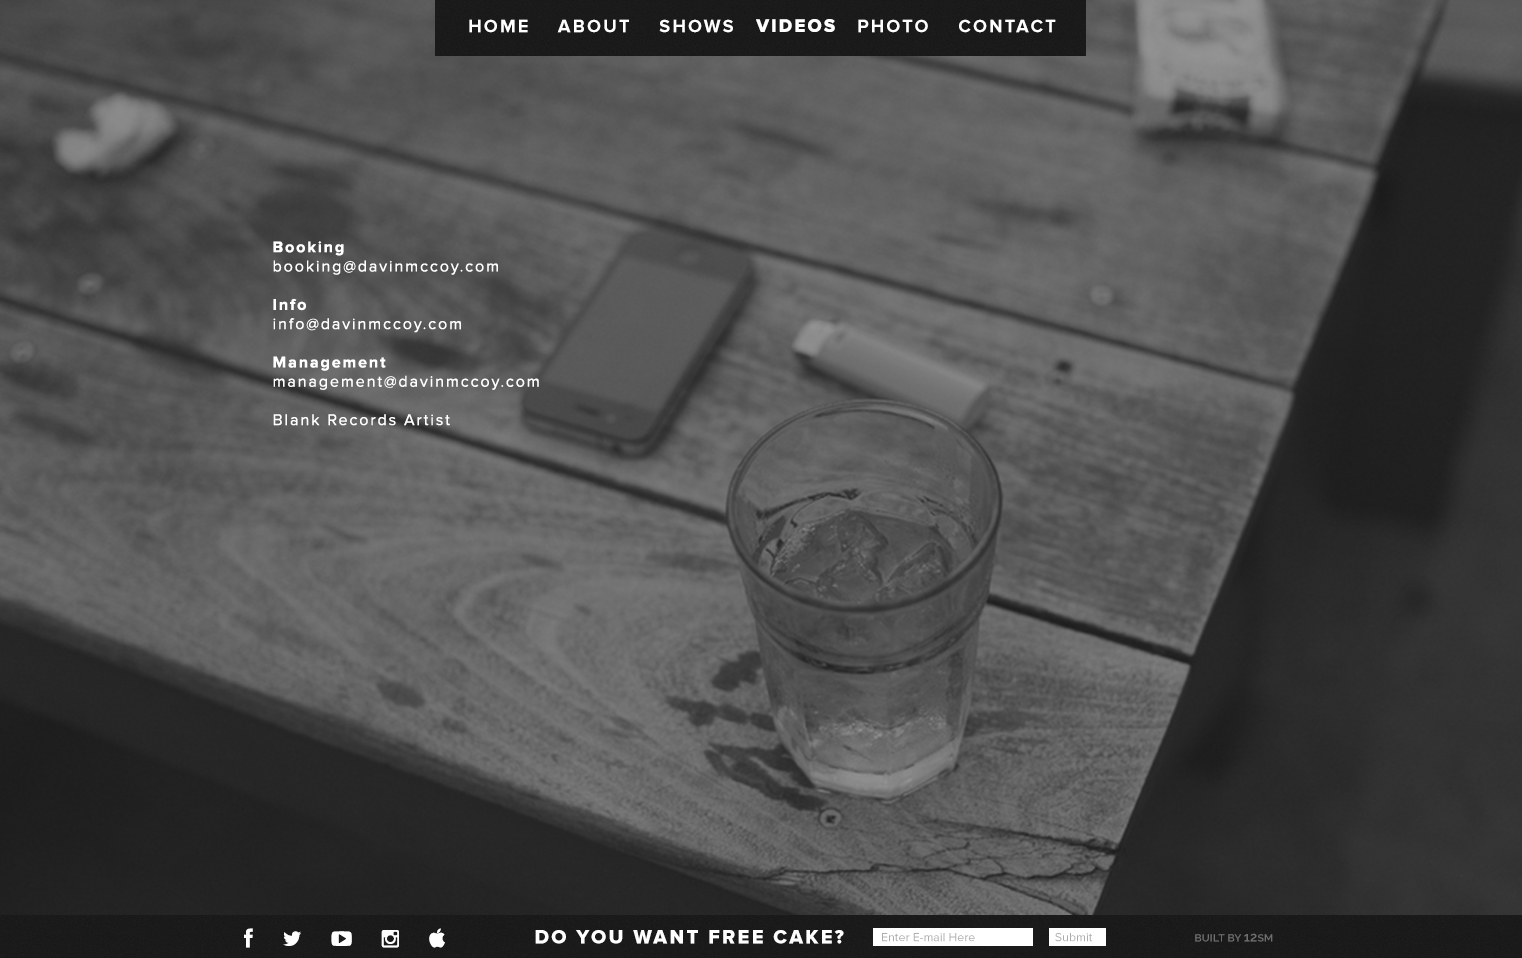 HOME ABOUT SHOWS VIDEOS PHOTO CONTACT
Booking
booking@davinmccoy.com
Info
info@davinmccoy.com
Management
management@davinmccoy.com
Blank Records Artist
DO YOU WANT FREE CAKE? Enter E-mail Here Submit BUILT BY 12SM